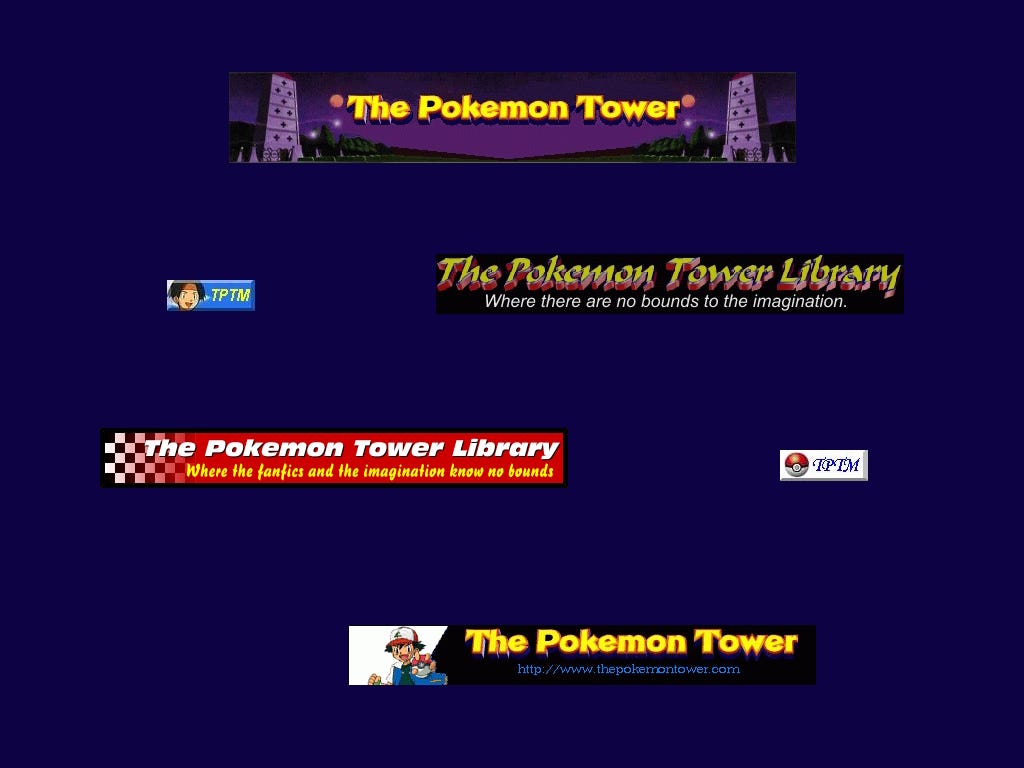 The Pokemon Tower
The Pokemon Tower Library
Where there are no bounds to the imagination.
TPTM
The Pokemon Tower Library
Where the fanfics and the imagination know no bounds
TPTM
The Pokemon Tower
http://www.thepokemontower.com